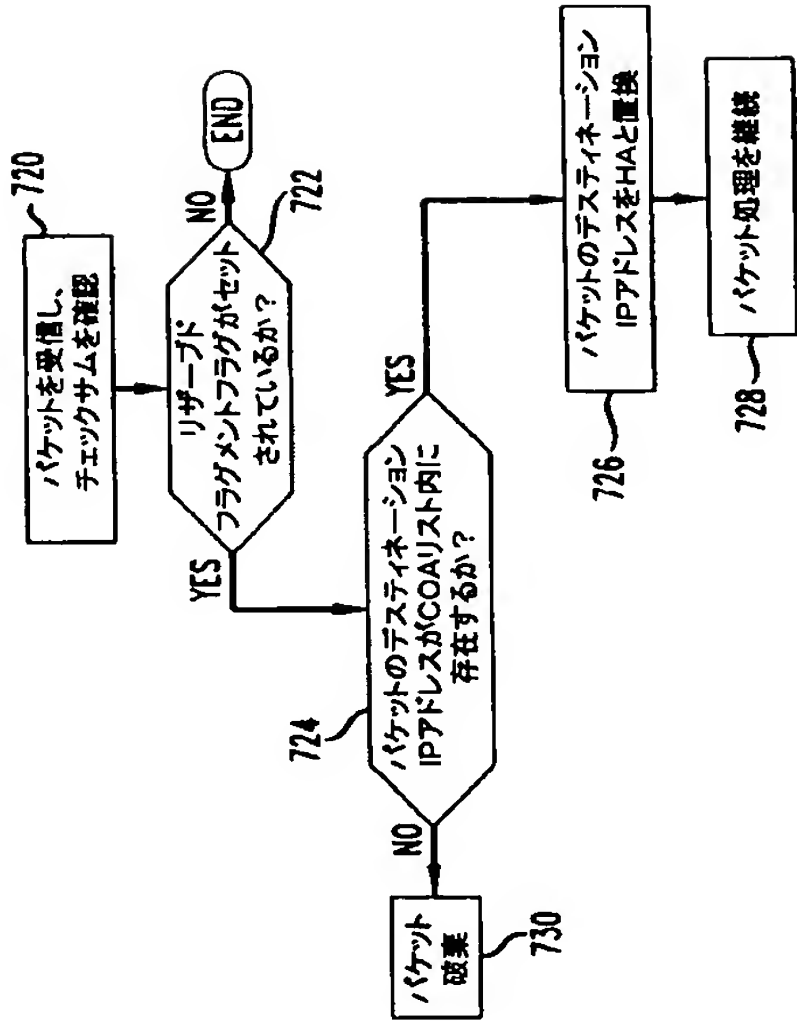 720
パケットを受信し、
チェックサムを確認
722
リザーブド
フラグメントフラグがセット
されているか?
NO
END
YES
724
パケットのデスティネーション
IPアドレスがCOAリスト内に
存在するか?
NO
パケット
破棄
730
YES
726
パケットのデスティネーション
IPアドレスをHAと置換
728
パケット処理を継続